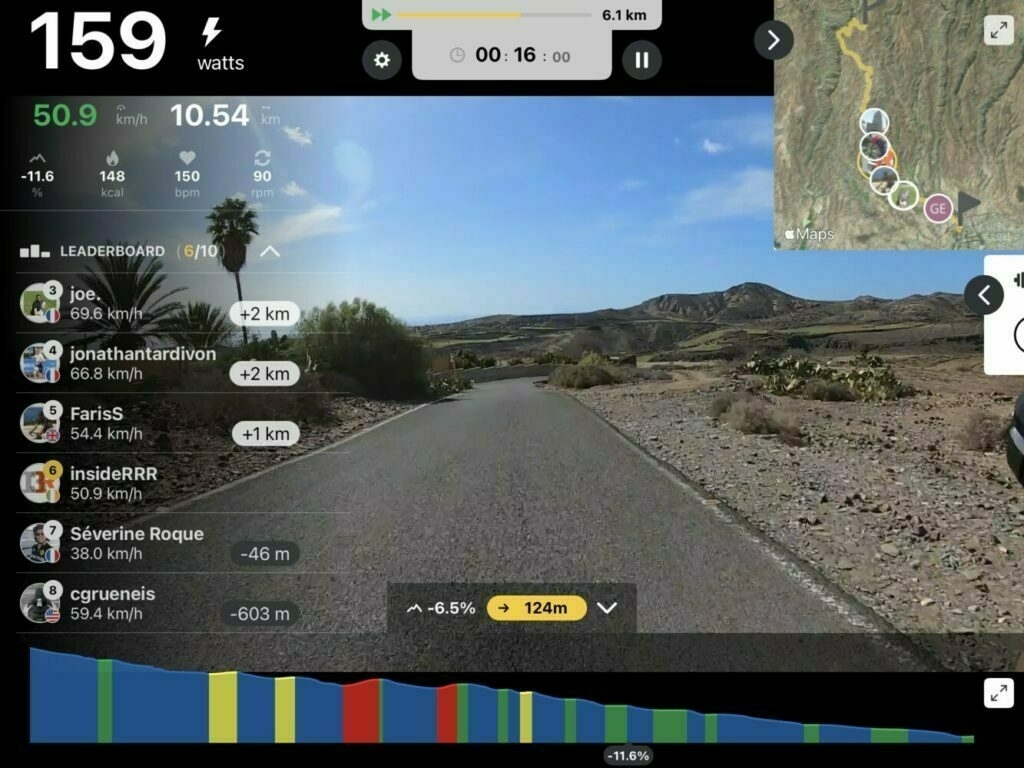 159 watts
6.1 km
00: 16 : 00
50.9 km/h 10.54 km
-11.6 148 150 90
% kcal bpm rpm
LEADERBOARD (6/10)
3 joe.
69.6 km/h +2 km
4 jonathantardivon
66.8 km/h +2 km
5 FarisS
54.4 km/h +1 km
6 insideRRR
50.9 km/h
7 Séverine Roque
38.0 km/h -46 m
8 cgrueneis
59.4 km/h -603 m
GE
Maps
Legal
-6.5% → 124m
-11.6%